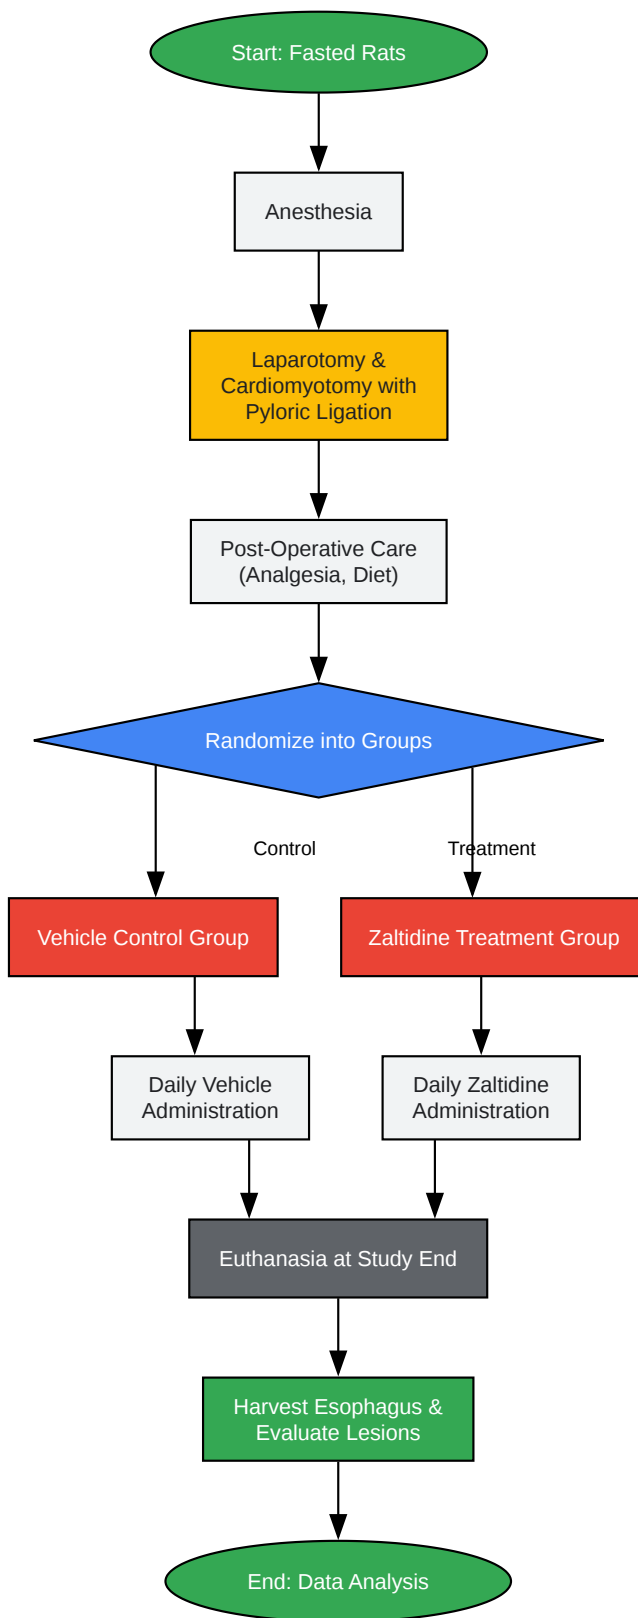 Start: Fasted Rats
Anesthesia
Laparotomy &
Cardiomyotomy with
Pyloric Ligation
Post-Operative Care
(Analgesia, Diet)
Randomize into Groups
Control
Treatment
Vehicle Control Group
Zaltidine Treatment Group
Daily Vehicle
Administration
Daily Zaltidine
Administration
Euthanasia at Study End
Harvest Esophagus &
Evaluate Lesions
End: Data Analysis